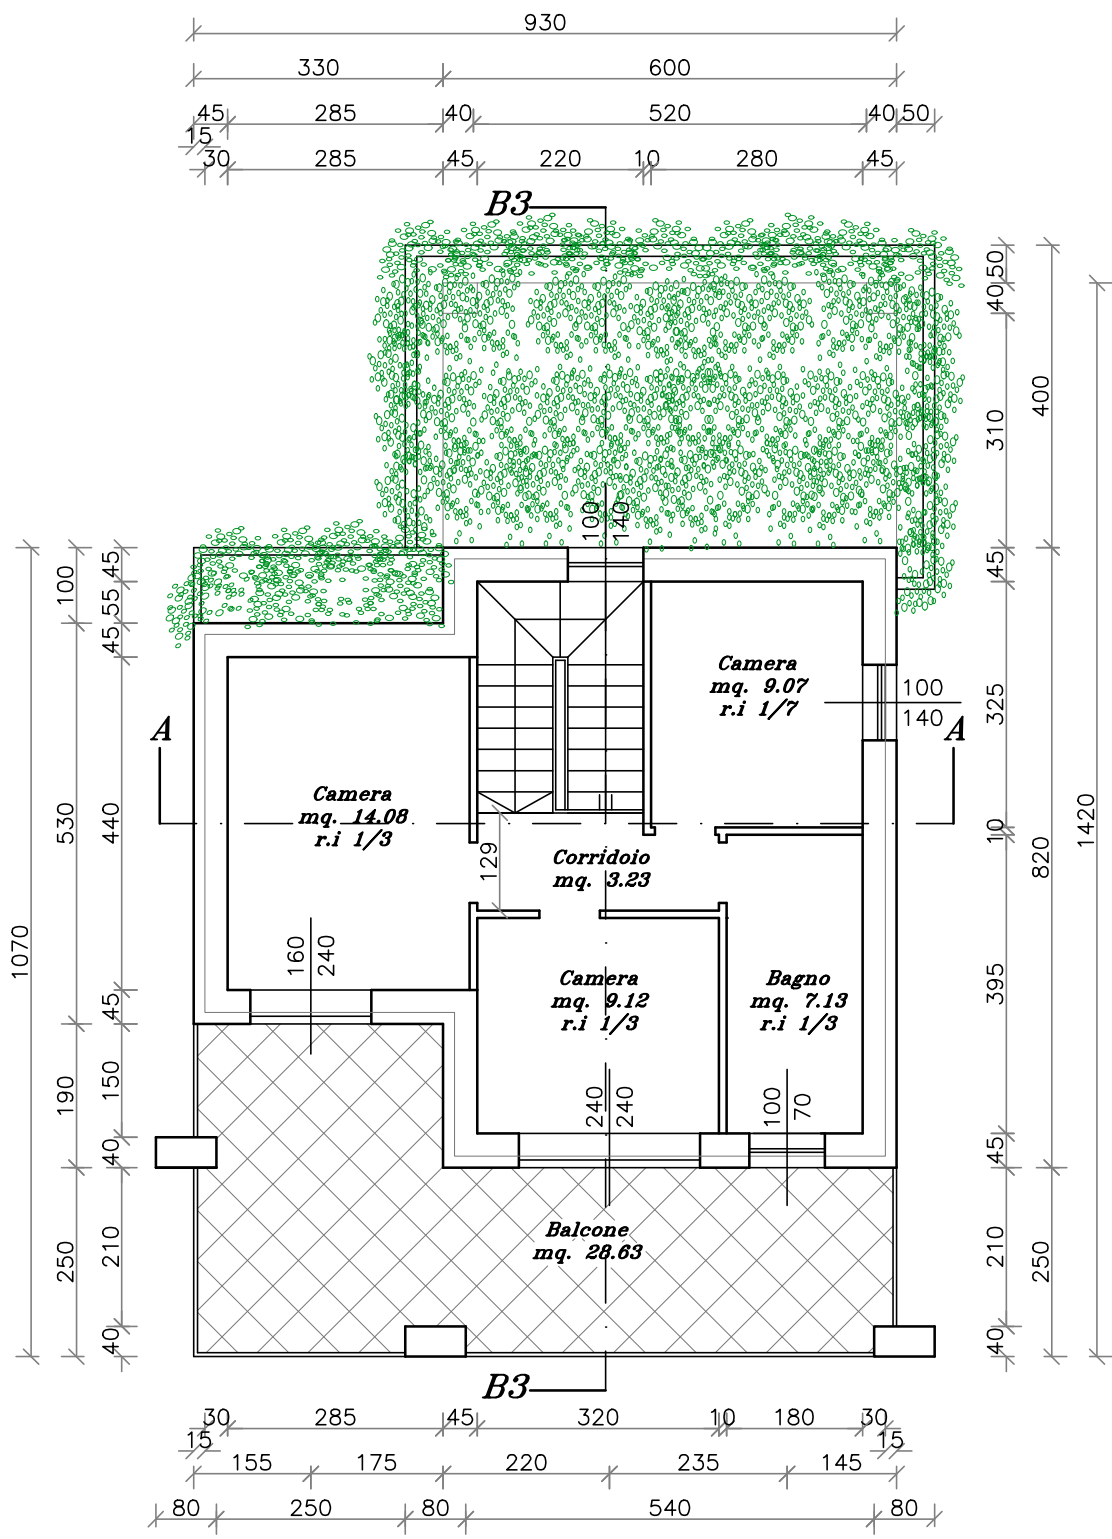 930
330 600
45 285 40 520 40 50
15
30 285 45 220 10 280 45
B3
50
40
400
310
100
140
45
100
55
45
45
Camera
mq. 9.07
r.i 1/7
100
140
325
A
A
Camera
mq. 14.08
r.i 1/3
530
440
10
1420
820
129
Corridoio
mq. 3.23
1070
160
240
Camera
mq. 9.12
r.i 1/3
Bagno
mq. 7.13
r.i 1/3
395
45
190
150
240
240
100
70
40
45
Balcone
mq. 28.63
250
210
210
250
40
40
B3
30 285 45 320 10 180 30
15 15
155 175 220 235 145
80 250 80 540 80